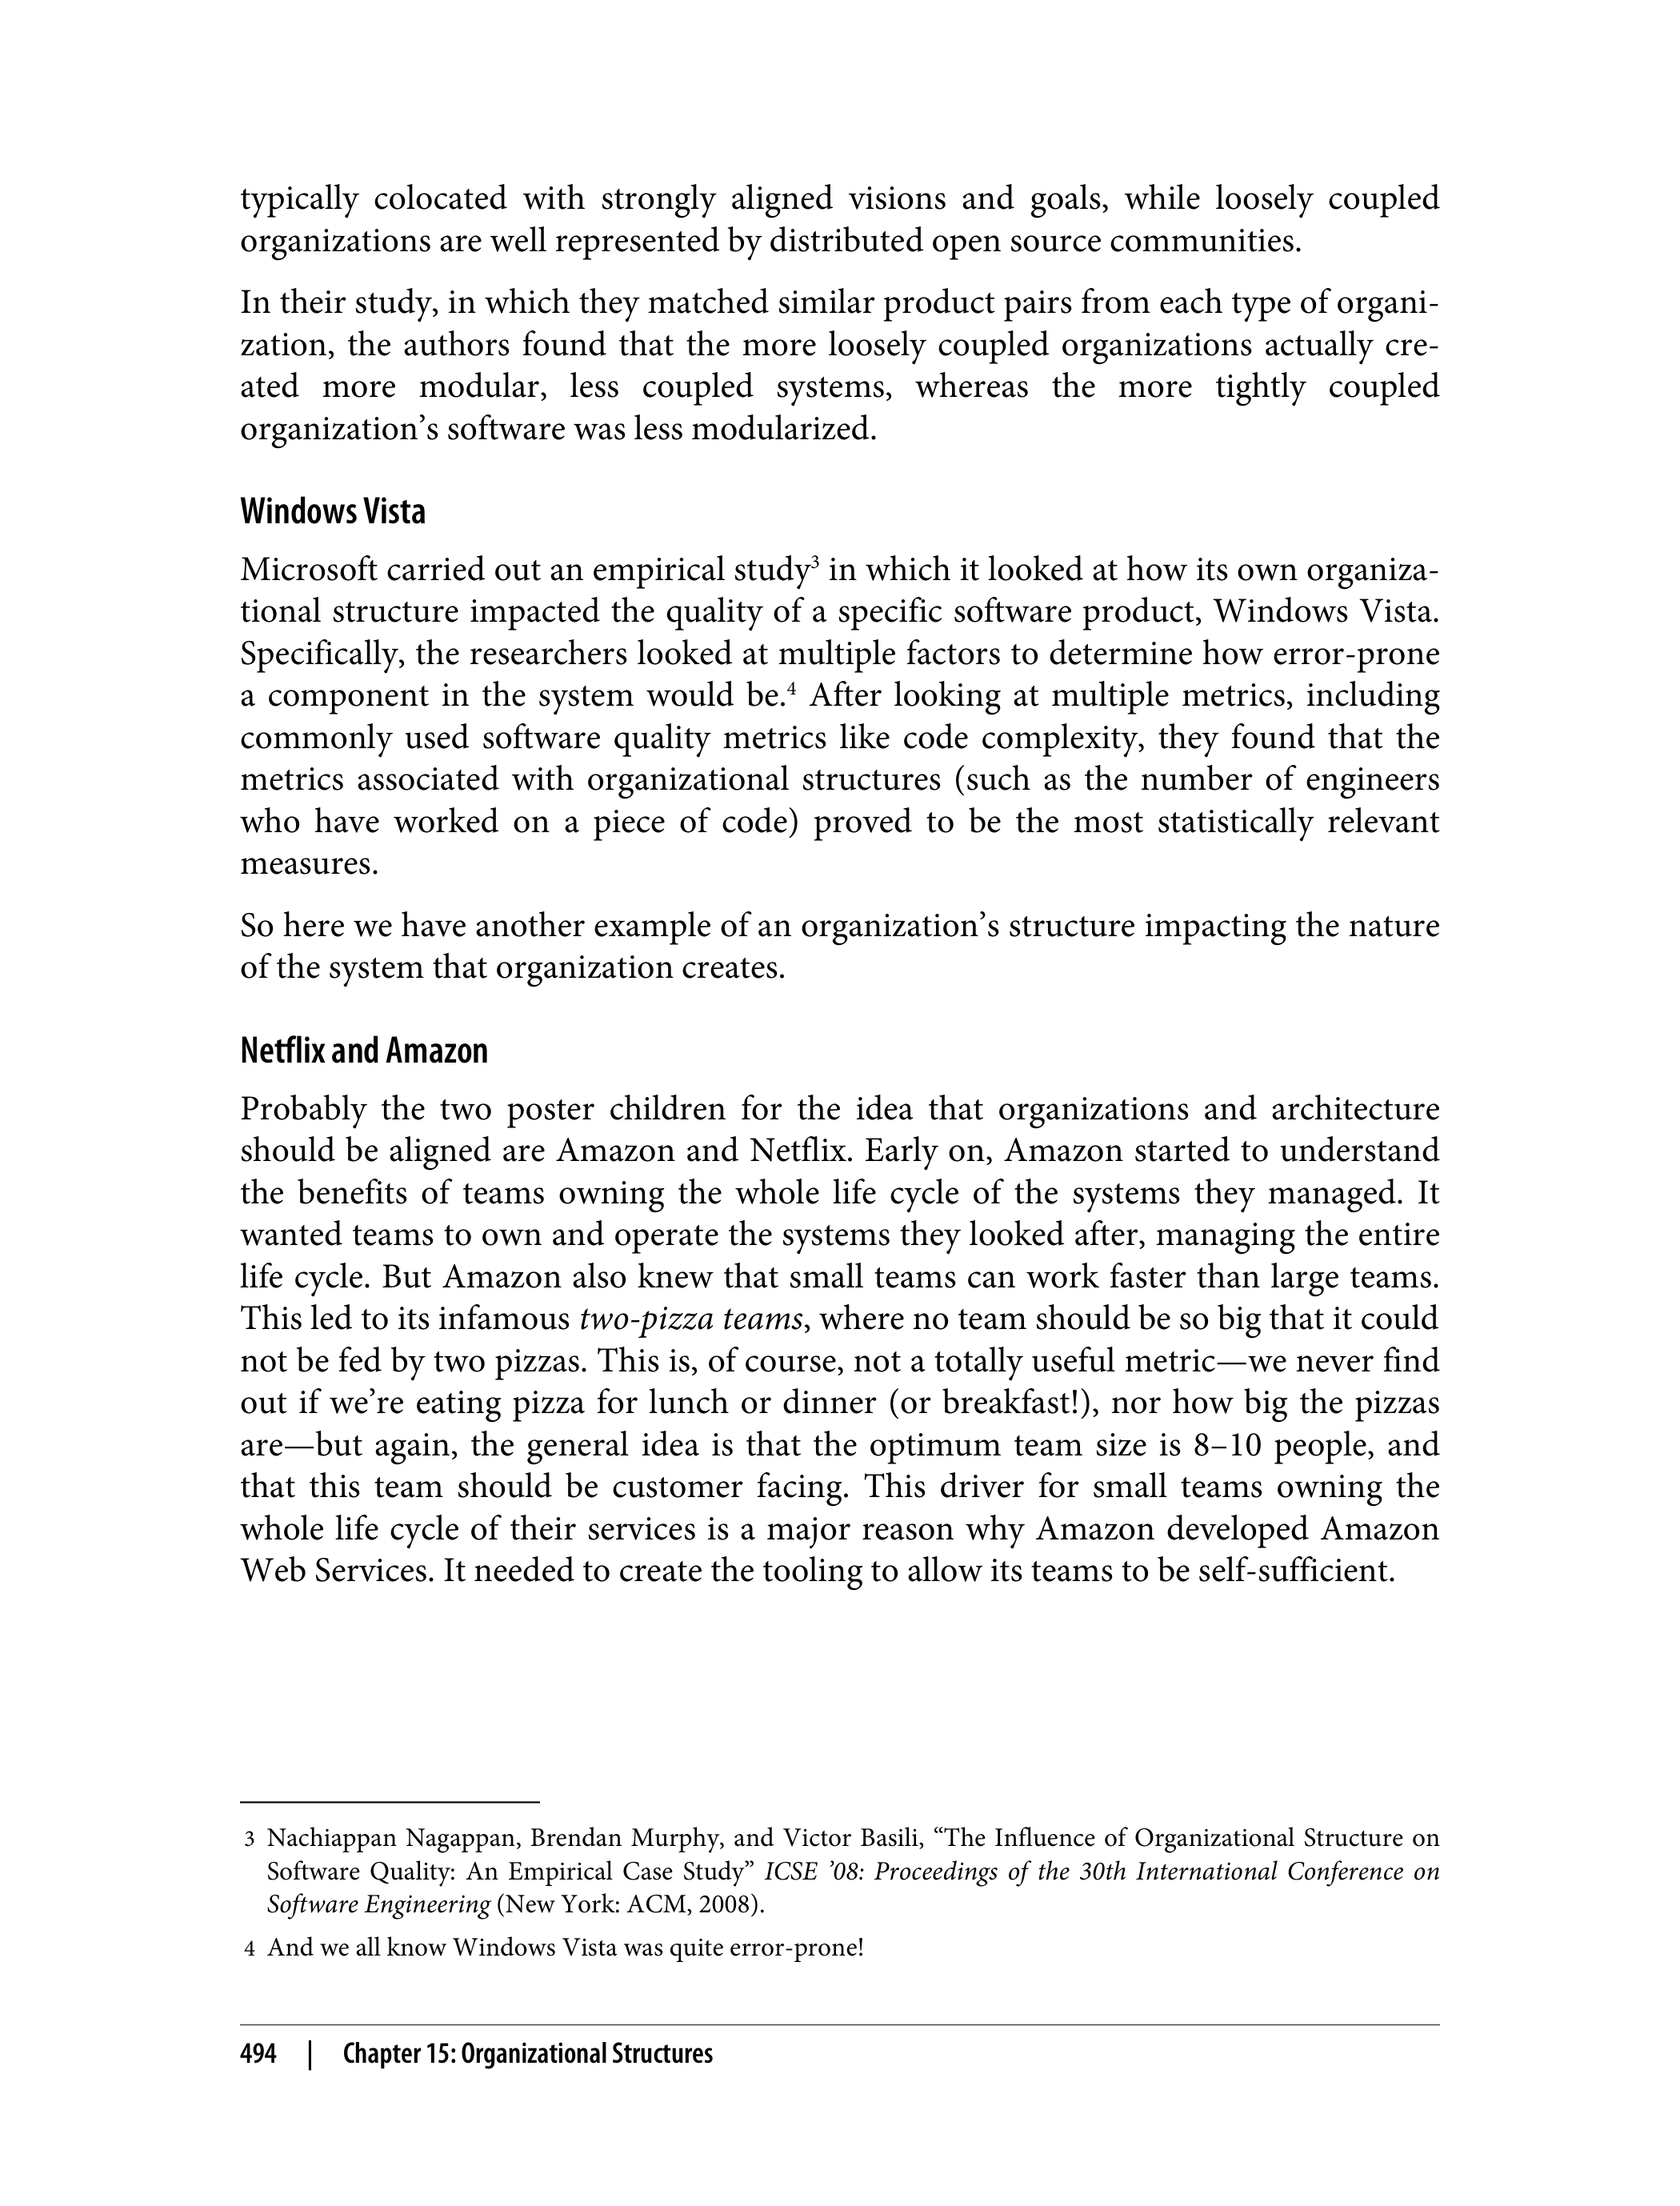 typically colocated with strongly aligned visions and goals, while loosely coupled
organizations are well represented by distributed open source communities.
In their study, in which they matched similar product pairs from each type of organi-
zation, the authors found that the more loosely coupled organizations actually cre-
ated more modular, less coupled systems, whereas the more tightly coupled
organization’s software was less modularized.
Windows Vista
Microsoft carried out an empirical study3 in which it looked at how its own organiza-
tional structure impacted the quality of a specific software product, Windows Vista.
Specifically, the researchers looked at multiple factors to determine how error-prone
a component in the system would be.4 After looking at multiple metrics, including
commonly used software quality metrics like code complexity, they found that the
metrics associated with organizational structures (such as the number of engineers
who have worked on a piece of code) proved to be the most statistically relevant
measures.
So here we have another example of an organization’s structure impacting the nature
of the system that organization creates.
Netflix and Amazon
Probably the two poster children for the idea that organizations and architecture
should be aligned are Amazon and Netflix. Early on, Amazon started to understand
the benefits of teams owning the whole life cycle of the systems they managed. It
wanted teams to own and operate the systems they looked after, managing the entire
life cycle. But Amazon also knew that small teams can work faster than large teams.
This led to its infamous two-pizza teams, where no team should be so big that it could
not be fed by two pizzas. This is, of course, not a totally useful metric—we never find
out if we’re eating pizza for lunch or dinner (or breakfast!), nor how big the pizzas
are—but again, the general idea is that the optimum team size is 8–10 people, and
that this team should be customer facing. This driver for small teams owning the
whole life cycle of their services is a major reason why Amazon developed Amazon
Web Services. It needed to create the tooling to allow its teams to be self-sufficient.
3 Nachiappan Nagappan, Brendan Murphy, and Victor Basili, “The Influence of Organizational Structure on
Software Quality: An Empirical Case Study” ICSE ’08: Proceedings of the 30th International Conference on
Software Engineering (New York: ACM, 2008).
4 And we all know Windows Vista was quite error-prone!
494 | Chapter 15: Organizational Structures